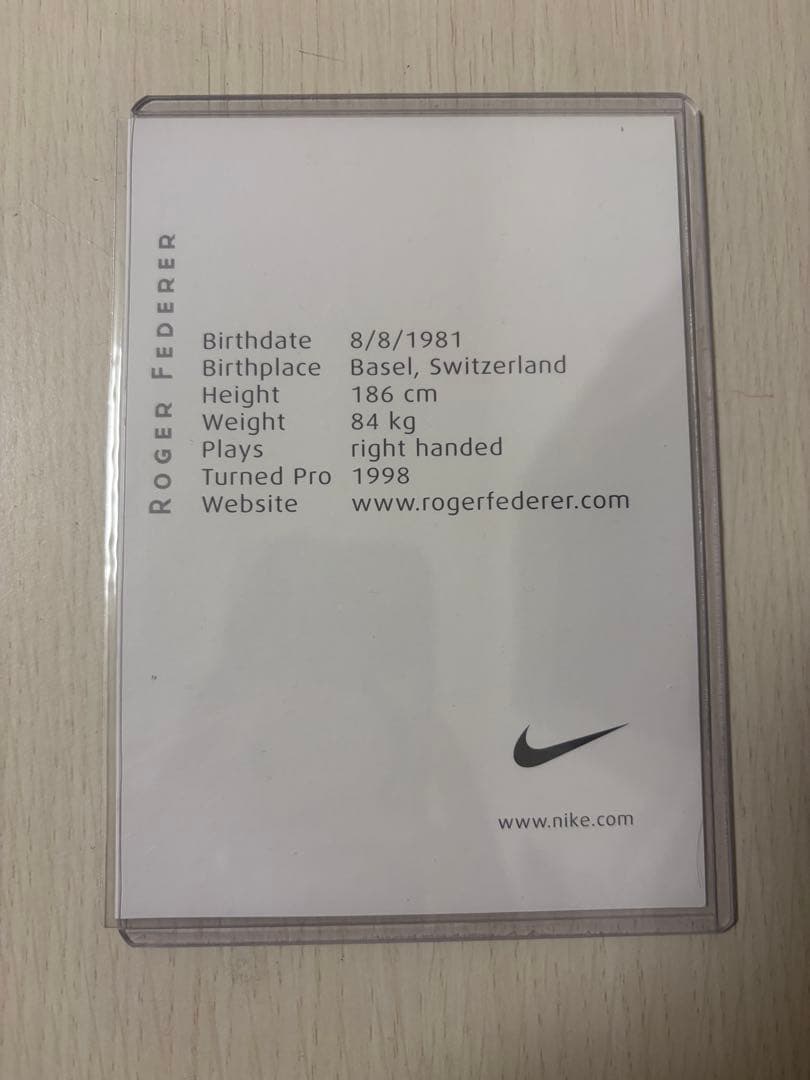 ROGER FEDERER
Birthdate 8/8/1981
Birthplace Basel, Switzerland
Height 186 cm
Weight 84 kg
Plays right handed
Turned Pro 1998
Website www.rogerfederer.com
www.nike.com